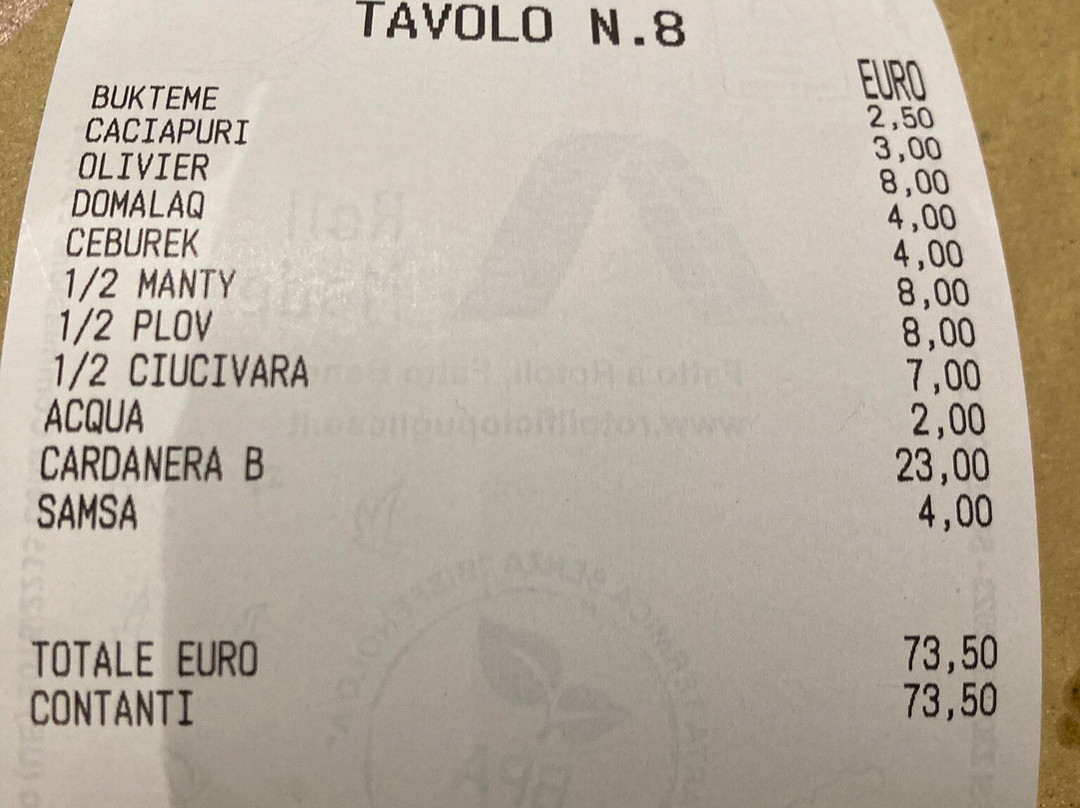 TAVOLO N.8
EURO
BUKTEME 2,50
CACIAPURI 3,00
OLIVIER 8,00
DOMALAQ 4,00
CEBUREK 4,00
1/2 MANTY 8,00
1/2 PLOV 8,00
1/2 CIUCIVARA 7,00
ACQUA 2,00
CARDANERA B 23,00
SAMSA 4,00
TOTALE EURO 73,50
CONTANTI 73,50